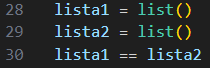 28 lista1 = list()
29 lista2 = list()
30 lista1 == lista2